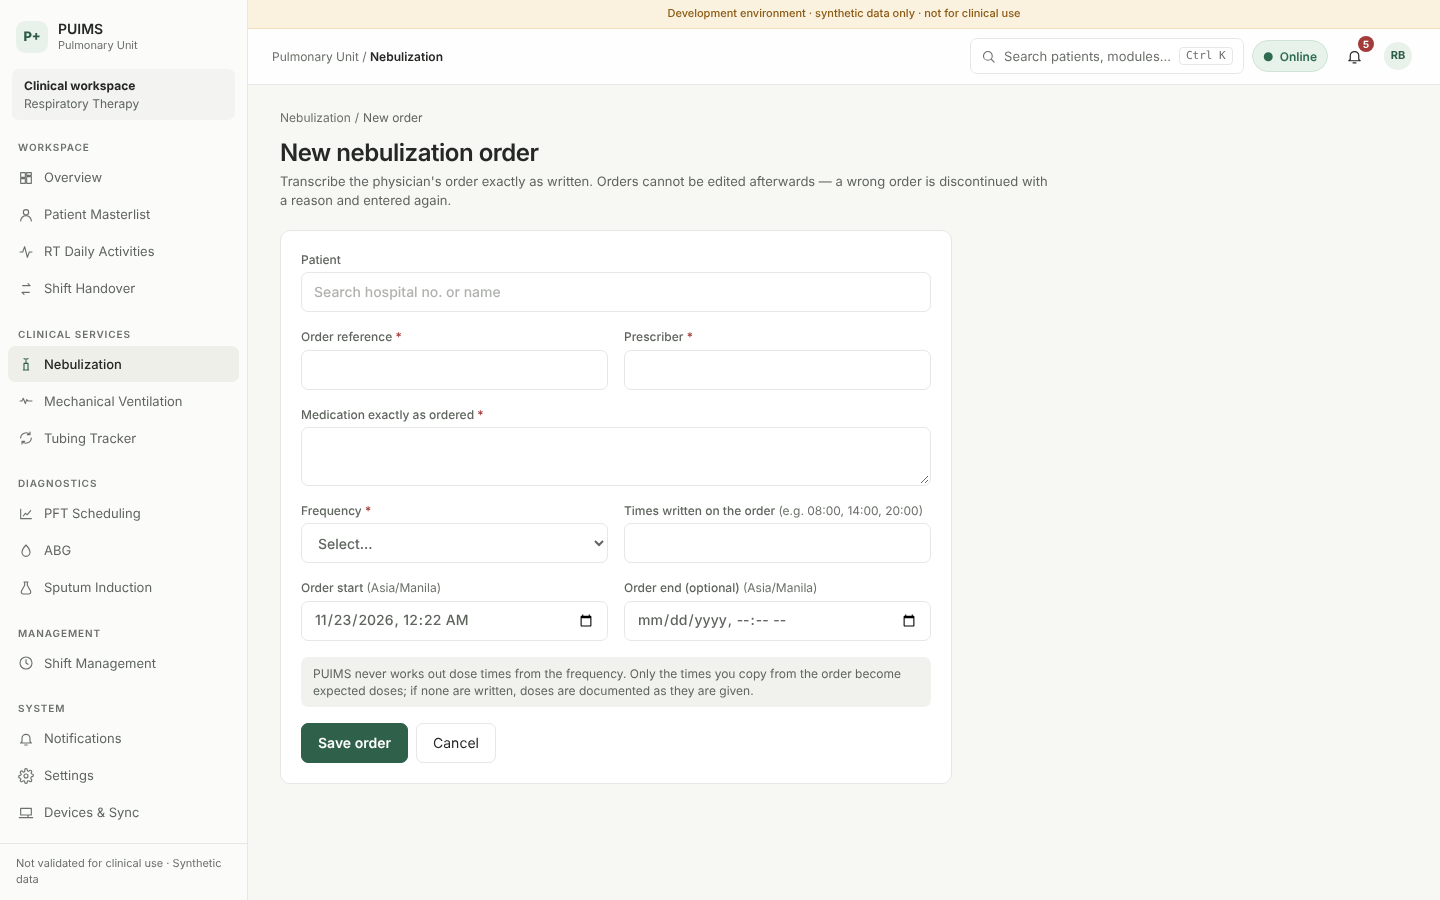 Development environment · synthetic data only · not for clinical use
P+
PUIMS
Pulmonary Unit
Clinical workspace
Respiratory Therapy
WORKSPACE
Overview
Patient Masterlist
RT Daily Activities
Shift Handover
CLINICAL SERVICES
Nebulization
Mechanical Ventilation
Tubing Tracker
DIAGNOSTICS
PFT Scheduling
ABG
Sputum Induction
MANAGEMENT
Shift Management
SYSTEM
Notifications
Settings
Devices & Sync
Not validated for clinical use · Synthetic
data
Pulmonary Unit / Nebulization
Search patients, modules... Ctrl K
Online
5
RB
Nebulization / New order
New nebulization order
Transcribe the physician's order exactly as written. Orders cannot be edited afterwards — a wrong order is discontinued with
a reason and entered again.
Patient
Search hospital no. or name
Order reference *
Prescriber *
Medication exactly as ordered *
Frequency *
Select...
Times written on the order (e.g. 08:00, 14:00, 20:00)
Order start (Asia/Manila)
11/23/2026, 12:22 AM
Order end (optional) (Asia/Manila)
mm/dd/yyyy, --:-- --
PUIMS never works out dose times from the frequency. Only the times you copy from the order become
expected doses; if none are written, doses are documented as they are given.
Save order
Cancel